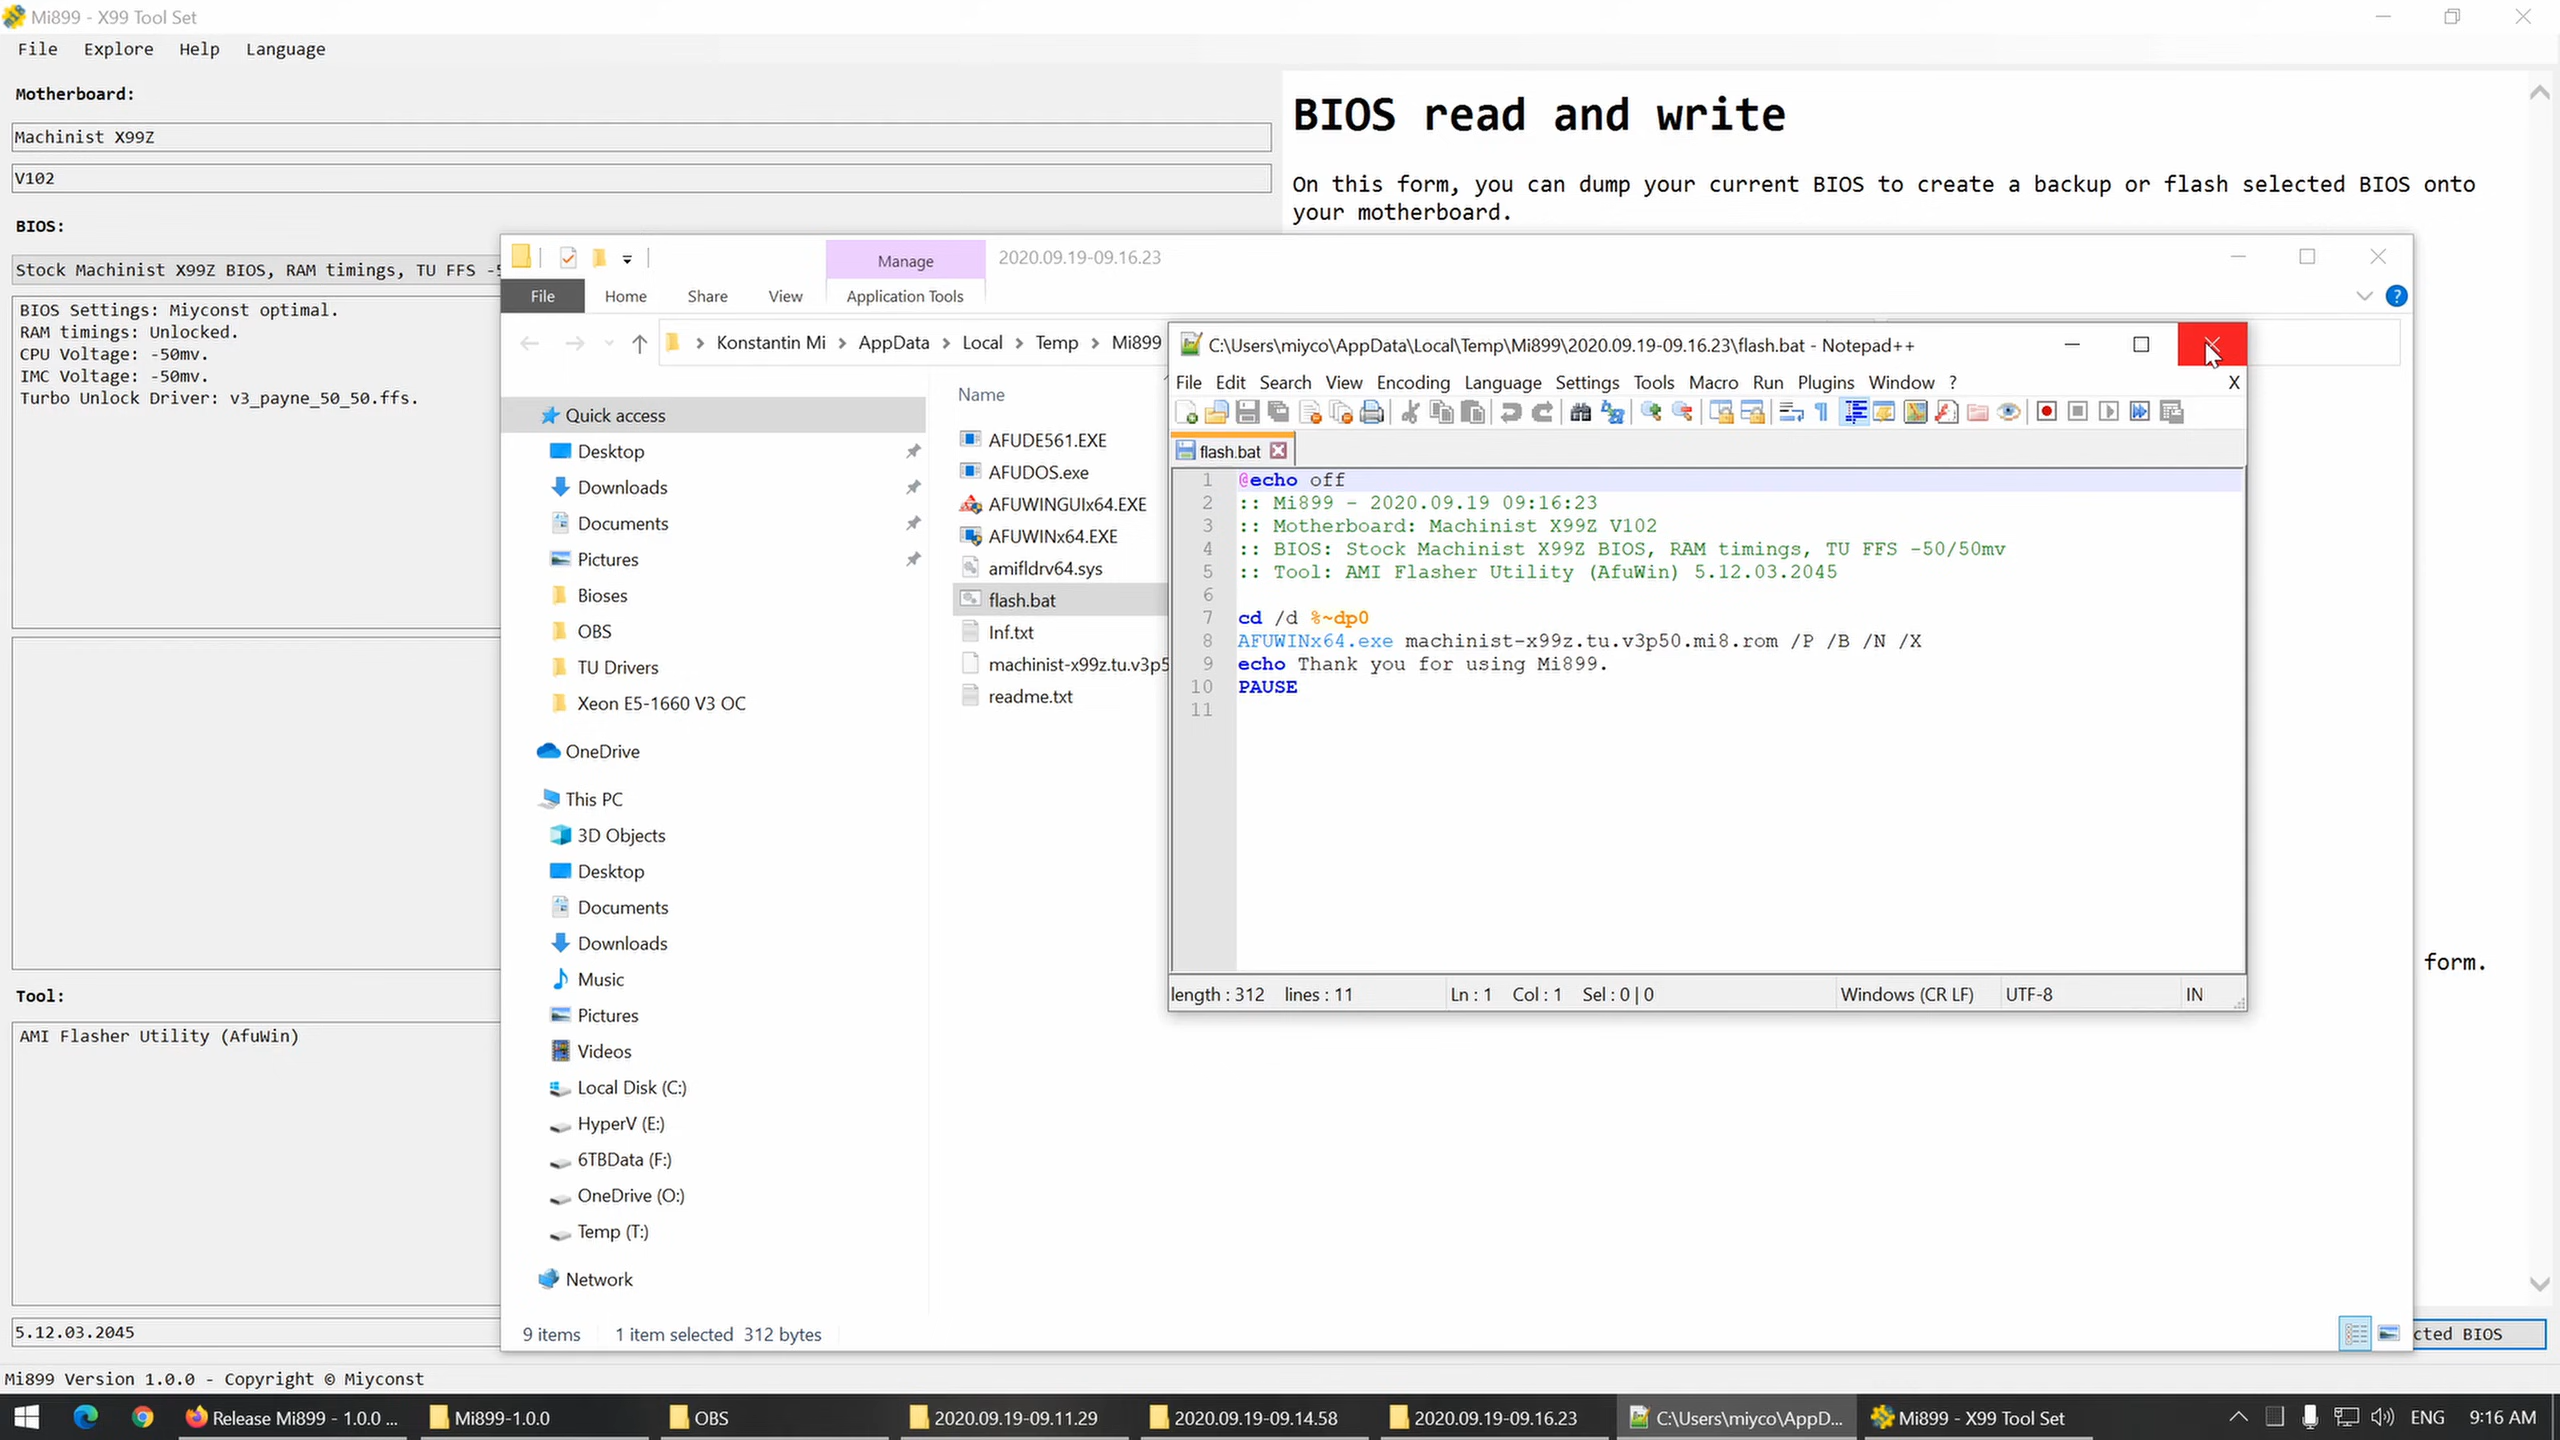 Mi899 - X99 Tool Set
File Explore Help Language
Motherboard:
Machinist X99Z
V102
BIOS:
Stock Machinist X99Z BIOS, RAM timings, TU FFS -5
BIOS Settings: Miyconst optimal.
RAM timings: Unlocked.
CPU Voltage: -50mv.
IMC Voltage: -50mv.
Turbo Unlock Driver: v3_payne_50_50.ffs.
Tool:
AMI Flasher Utility (AfuWin)
5.12.03.2045
Mi899 Version 1.0.0 - Copyright © Miyconst
BIOS read and write
On this form, you can dump your current BIOS to create a backup or flash selected BIOS onto
your motherboard.
form.
cted BIOS
Manage
2020.09.19-09.16.23
File Home Share View Application Tools
?
Konstantin Mi AppData Local Temp Mi899
Quick access
Desktop
Downloads
Documents
Pictures
Bioses
OBS
TU Drivers
Xeon E5-1660 V3 OC
OneDrive
This PC
3D Objects
Desktop
Documents
Downloads
Music
Pictures
Videos
Local Disk (C:)
HyperV (E:)
6TBData (F:)
OneDrive (O:)
Temp (T:)
Network
Name
AFUDE561.EXE
AFUDOS.exe
AFUWINGUIx64.EXE
AFUWINx64.EXE
amifldrv64.sys
flash.bat
Inf.txt
machinist-x99z.tu.v3p5
readme.txt
9 items 1 item selected 312 bytes
C:\Users\miyco\AppData\Local\Temp\Mi899\2020.09.19-09.16.23\flash.bat - Notepad++
File Edit Search View Encoding Language Settings Tools Macro Run Plugins Window ? X
flash.bat
1 @echo off
2 :: Mi899 - 2020.09.19 09:16:23
3 :: Motherboard: Machinist X99Z V102
4 :: BIOS: Stock Machinist X99Z BIOS, RAM timings, TU FFS -50/50mv
5 :: Tool: AMI Flasher Utility (AfuWin) 5.12.03.2045
6
7 cd /d %~dp0
8 AFUWINx64.exe machinist-x99z.tu.v3p50.mi8.rom /P /B /N /X
9 echo Thank you for using Mi899.
10 PAUSE
11
length : 312 lines : 11 Ln : 1 Col : 1 Sel : 0 | 0 Windows (CR LF) UTF-8 IN
Release Mi899 - 1.0.0 ... Mi899-1.0.0 OBS 2020.09.19-09.11.29 2020.09.19-09.14.58 2020.09.19-09.16.23 C:\Users\miyco\AppD... Mi899 - X99 Tool Set ENG 9:16 AM